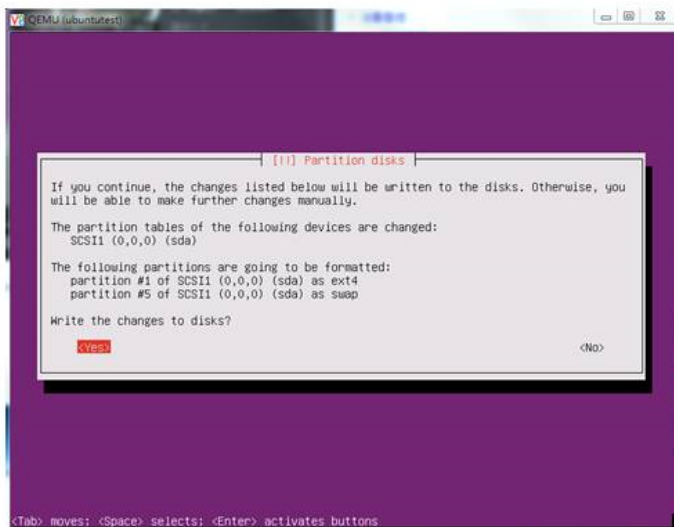 QEMU (ubuntutest)
[!!] Partition disks
If you continue, the changes listed below will be written to the disks. Otherwise, you
will be able to make further changes manually.
The partition tables of the following devices are changed:
SCSI1 (0,0,0) (sda)
The following partitions are going to be formatted:
partition #1 of SCSI1 (0,0,0) (sda) as ext4
partition #5 of SCSI1 (0,0,0) (sda) as swap
Write the changes to disks?
<Yes> <No>
<Tab> moves; <Space> selects; <Enter> activates buttons